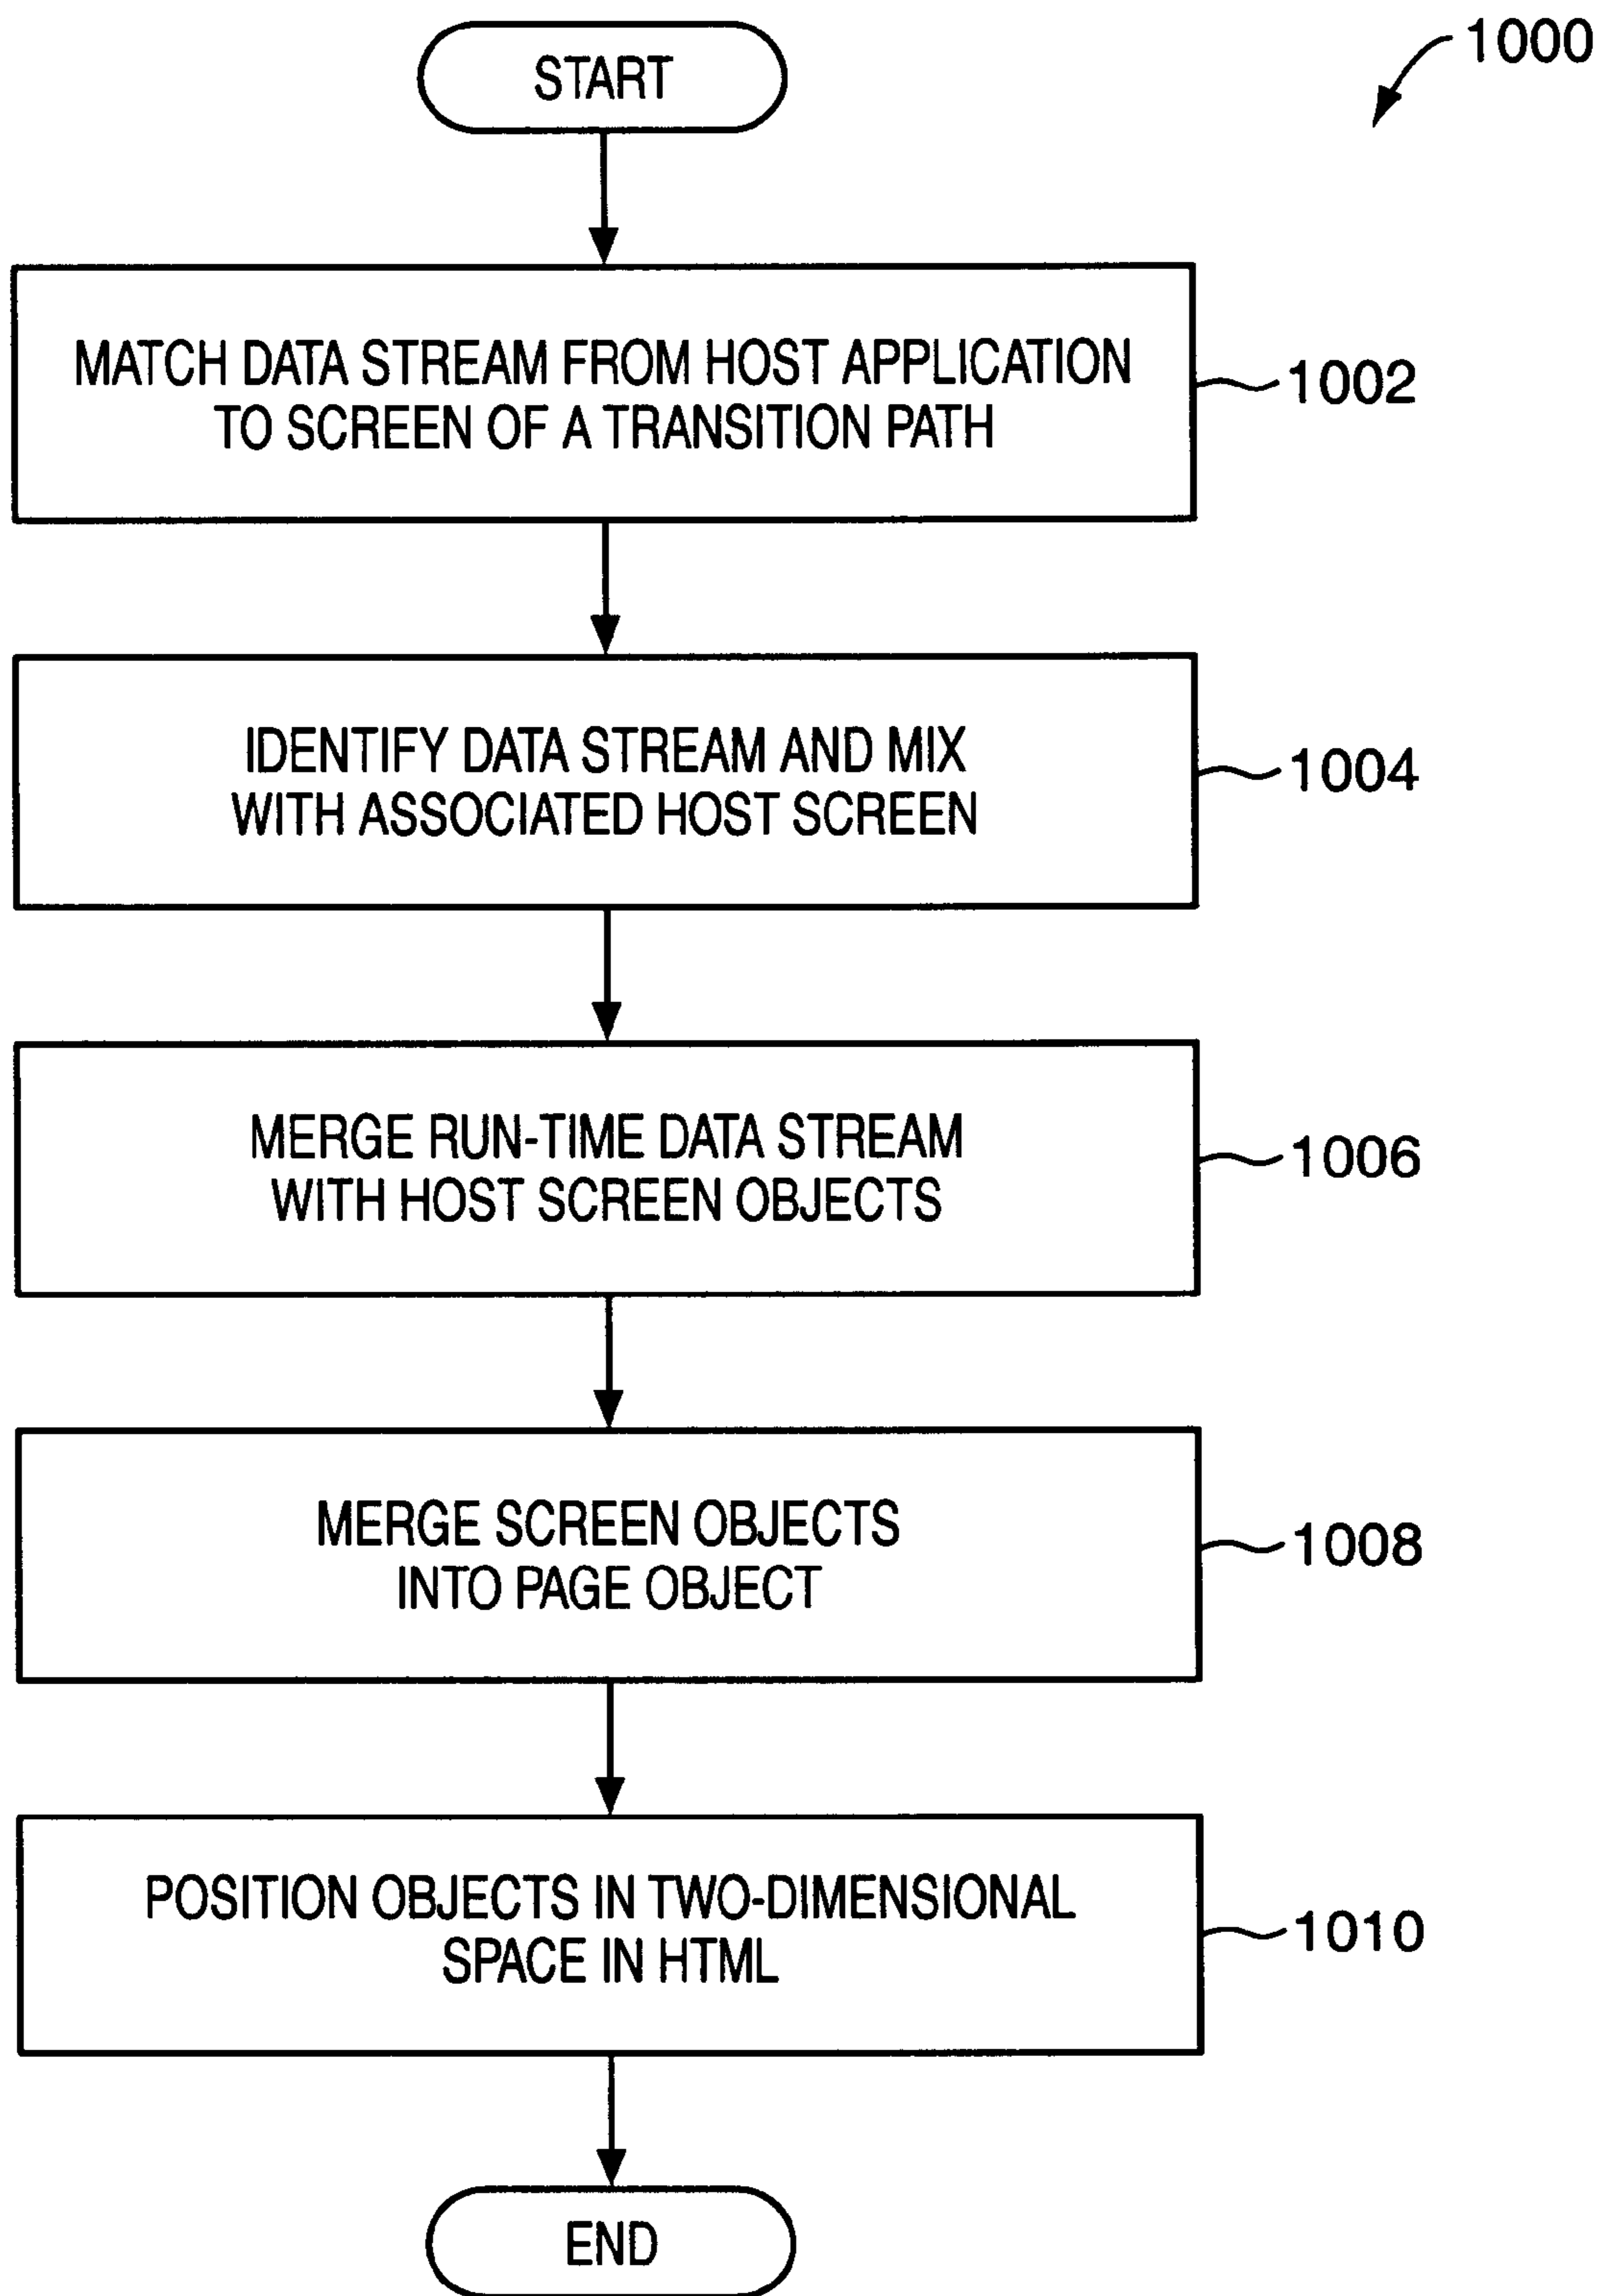 START
1000
MATCH DATA STREAM FROM HOST APPLICATION
TO SCREEN OF A TRANSITION PATH
1002
IDENTIFY DATA STREAM AND MIX
WITH ASSOCIATED HOST SCREEN
1004
MERGE RUN-TIME DATA STREAM
WITH HOST SCREEN OBJECTS
1006
MERGE SCREEN OBJECTS
INTO PAGE OBJECT
1008
POSITION OBJECTS IN TWO-DIMENSIONAL
SPACE IN HTML
1010
END